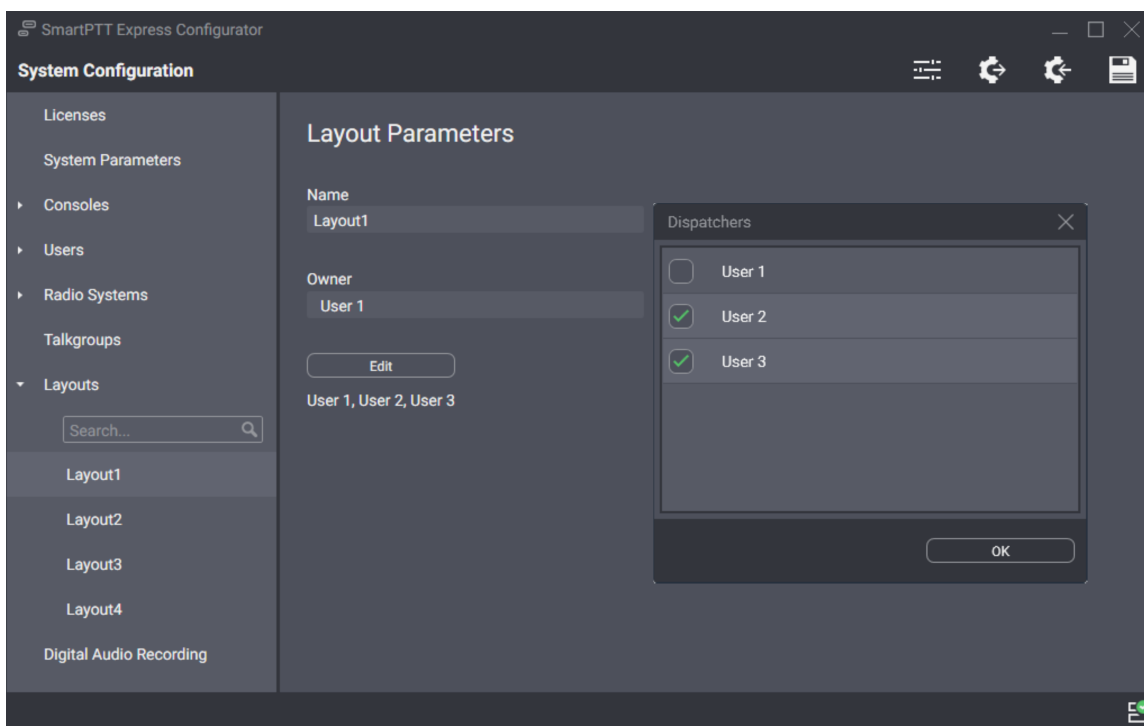 SmartPTT Express Configurator
System Configuration
Licenses
System Parameters
Consoles
Users
Radio Systems
Talkgroups
Layouts
Search...
Layout1
Layout2
Layout3
Layout4
Digital Audio Recording
Layout Parameters
Name
Layout1
Owner
User 1
Edit
User 1, User 2, User 3
Dispatchers
User 1
User 2
User 3
OK